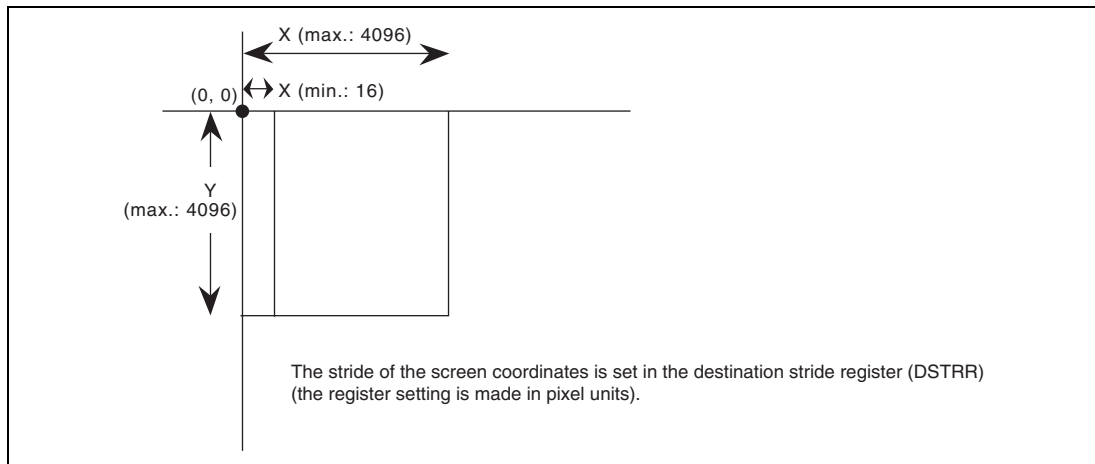 X (max.: 4096)
(0, 0)
X (min.: 16)
Y
(max.: 4096)
The stride of the screen coordinates is set in the destination stride register (DSTRR)
(the register setting is made in pixel units).